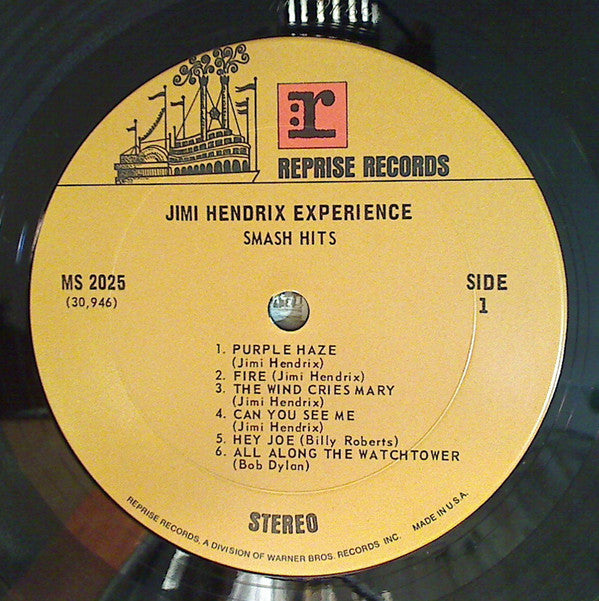 r
REPRISE RECORDS
JIMI HENDRIX EXPERIENCE
SMASH HITS
MS 2025
(30,946)
SIDE
1
1. PURPLE HAZE
(Jimi Hendrix)
2. FIRE (Jimi Hendrix)
3. THE WIND CRIES MARY
(Jimi Hendrix)
4. CAN YOU SEE ME
(Jimi Hendrix)
5. HEY JOE (Billy Roberts)
6. ALL ALONG THE WATCHTOWER
(Bob Dylan)
STEREO
REPRISE RECORDS, A DIVISION OF WARNER BROS. RECORDS INC. MADE IN U.S.A.